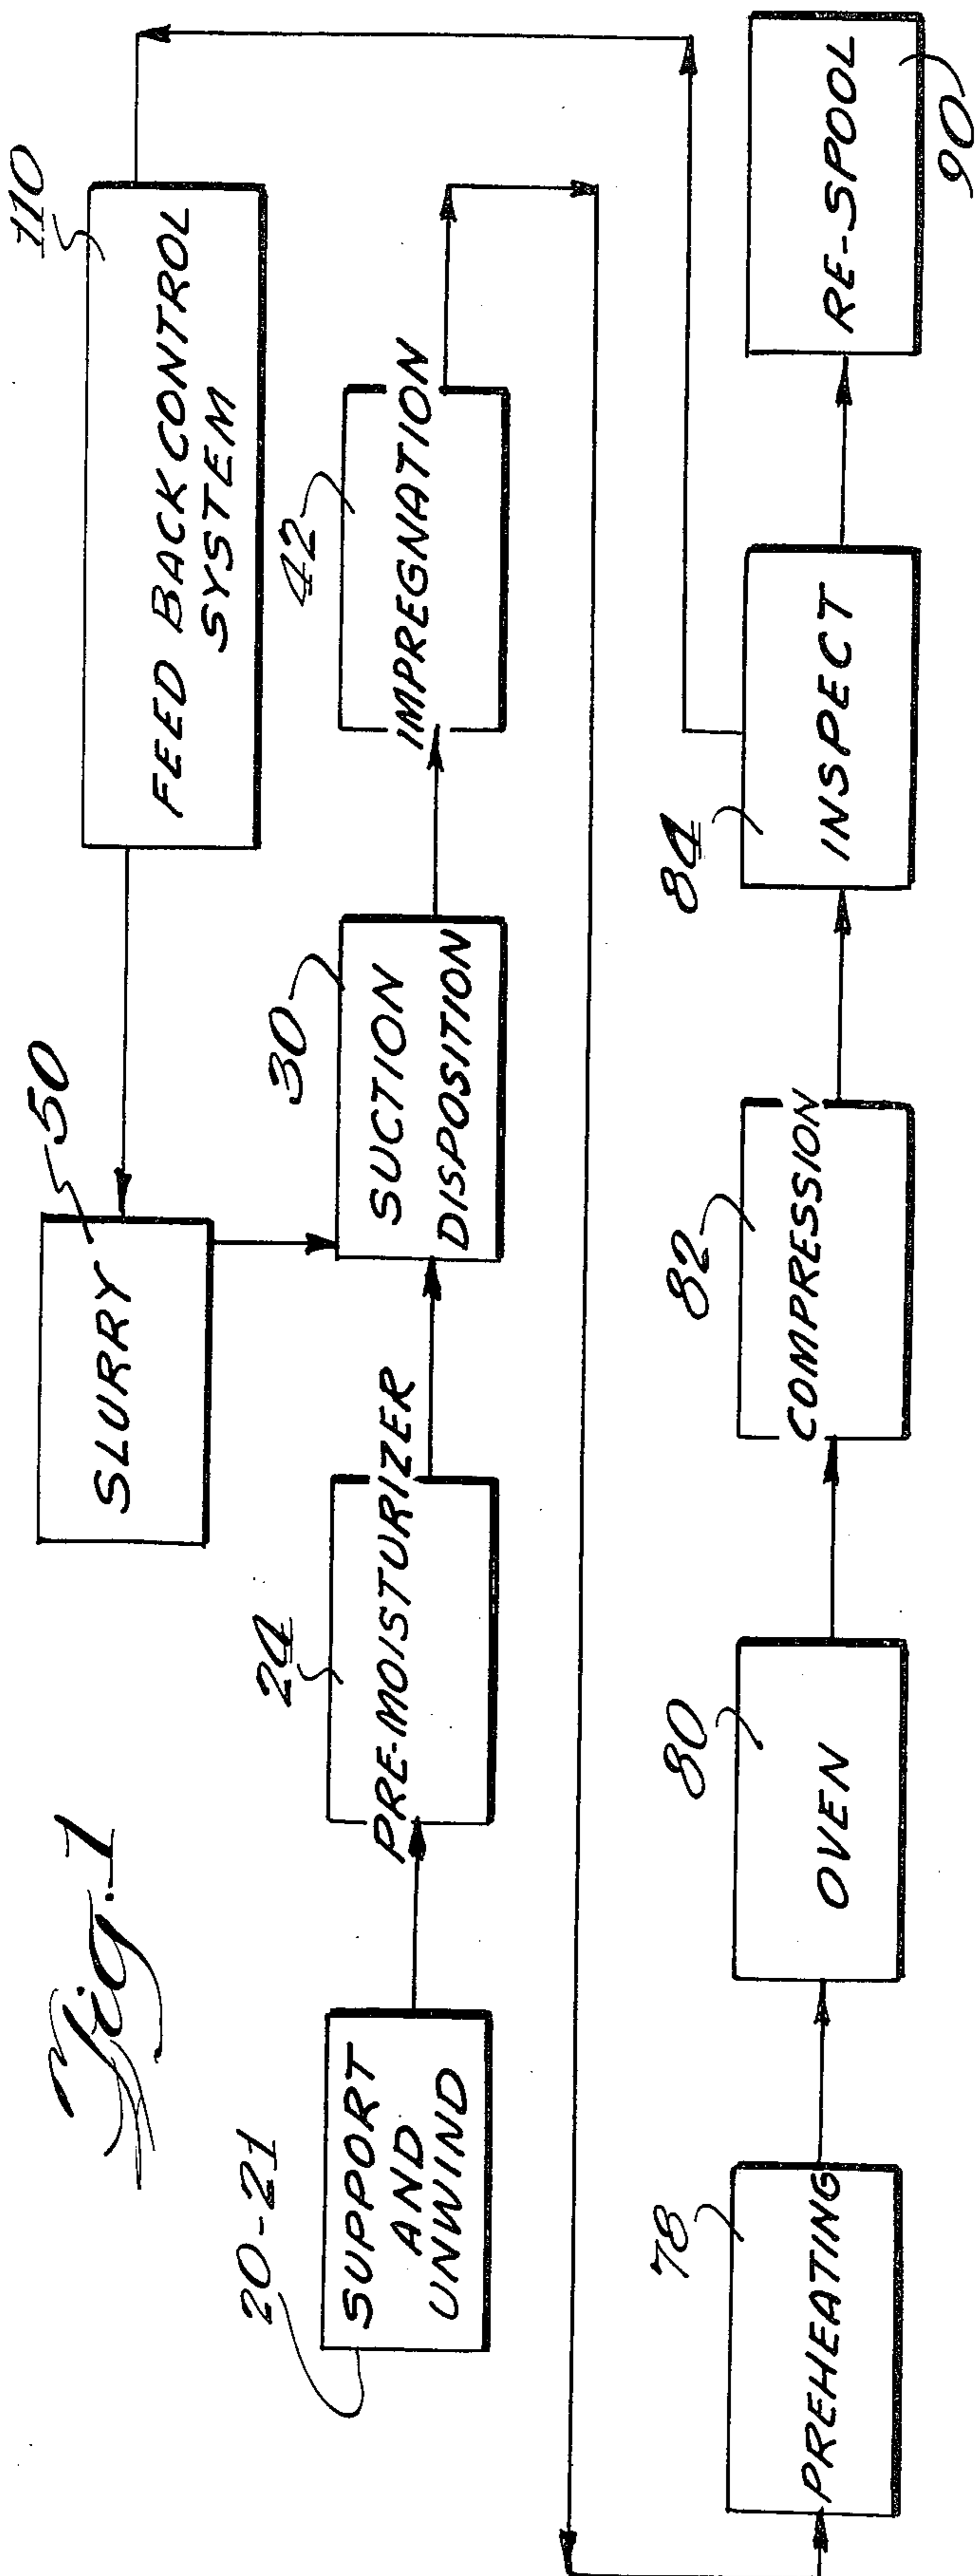 Fig. 1
110
FEED BACK CONTROL
SYSTEM
50
SLURRY
20-21
SUPPORT
AND
UNWIND
24
PRE-MOISTURIZER
30
SUCTION
DISPOSITION
42
IMPREGNATION
78
PREHEATING
80
OVEN
82
COMPRESSION
84
INSPECT
RE-SPOOL
90